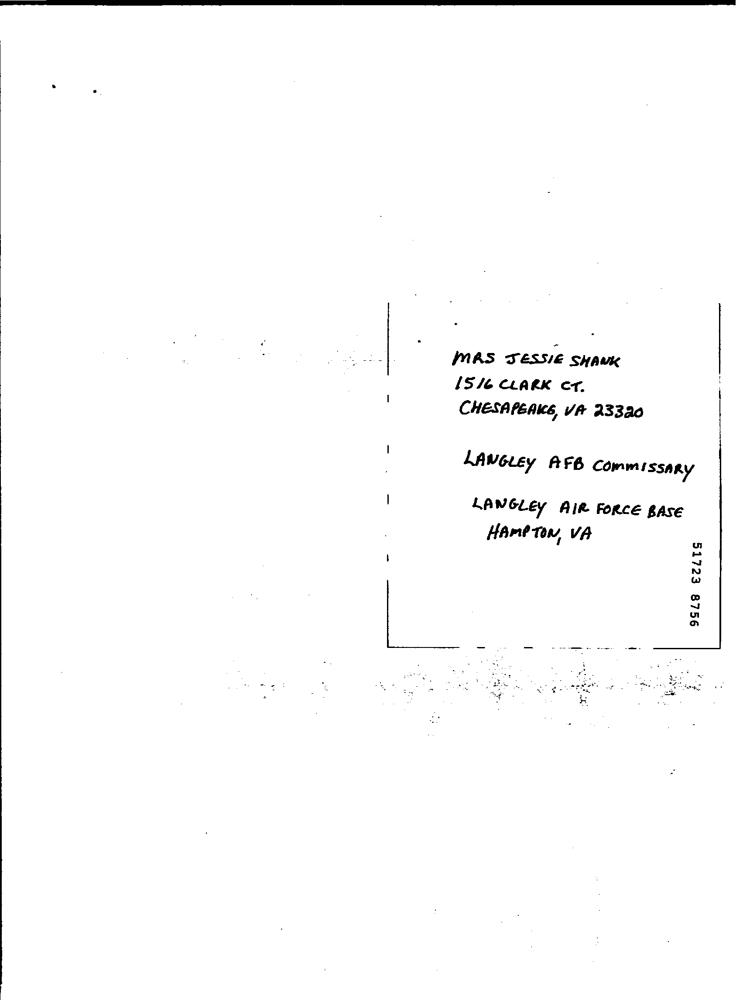 MRS JESSIE SHANK
1516 CLARK CT.
CHESAPEAKE, VA 23320
LANGLEY AFB COMMISSARY
LANGLEY AIR FORCE BASE
HAMPTON, VA
51723 8756